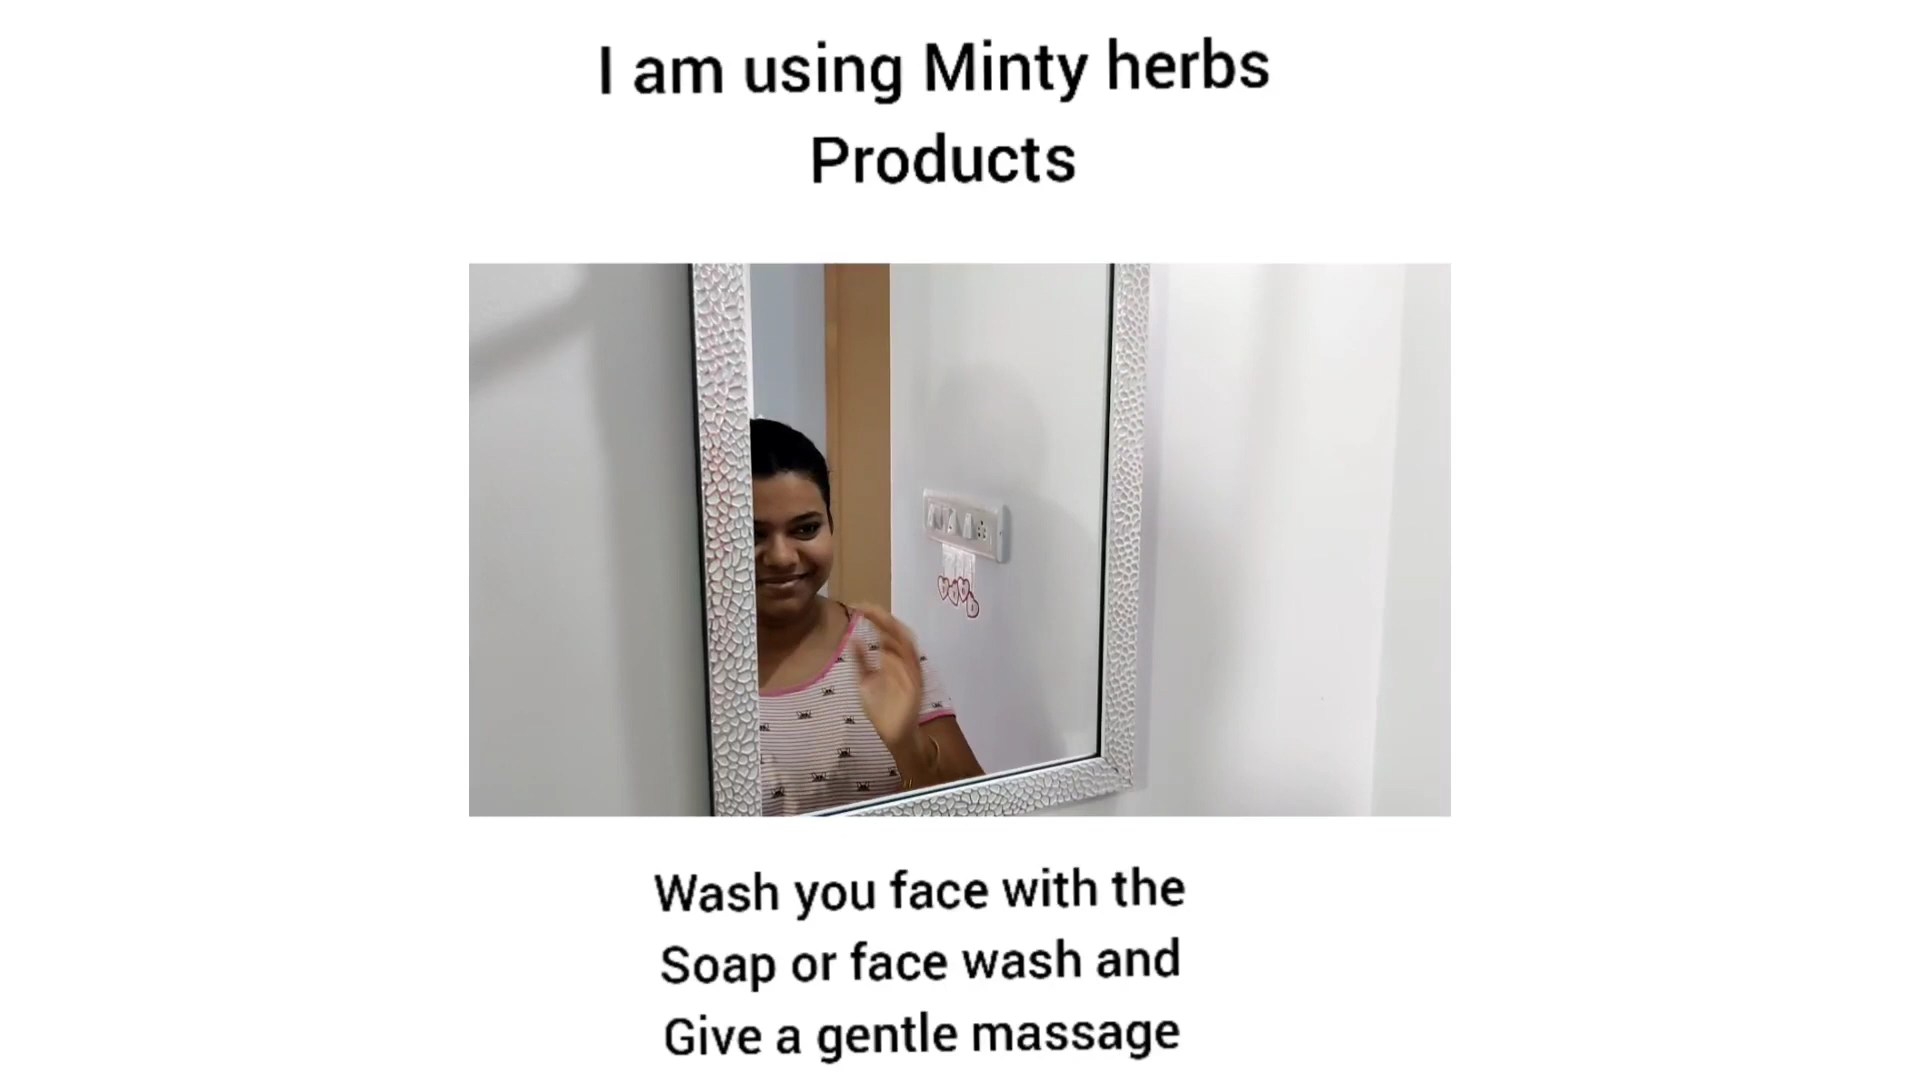 I am using Minty herbs
Products
Wash you face with the
Soap or face wash and
Give a gentle massage